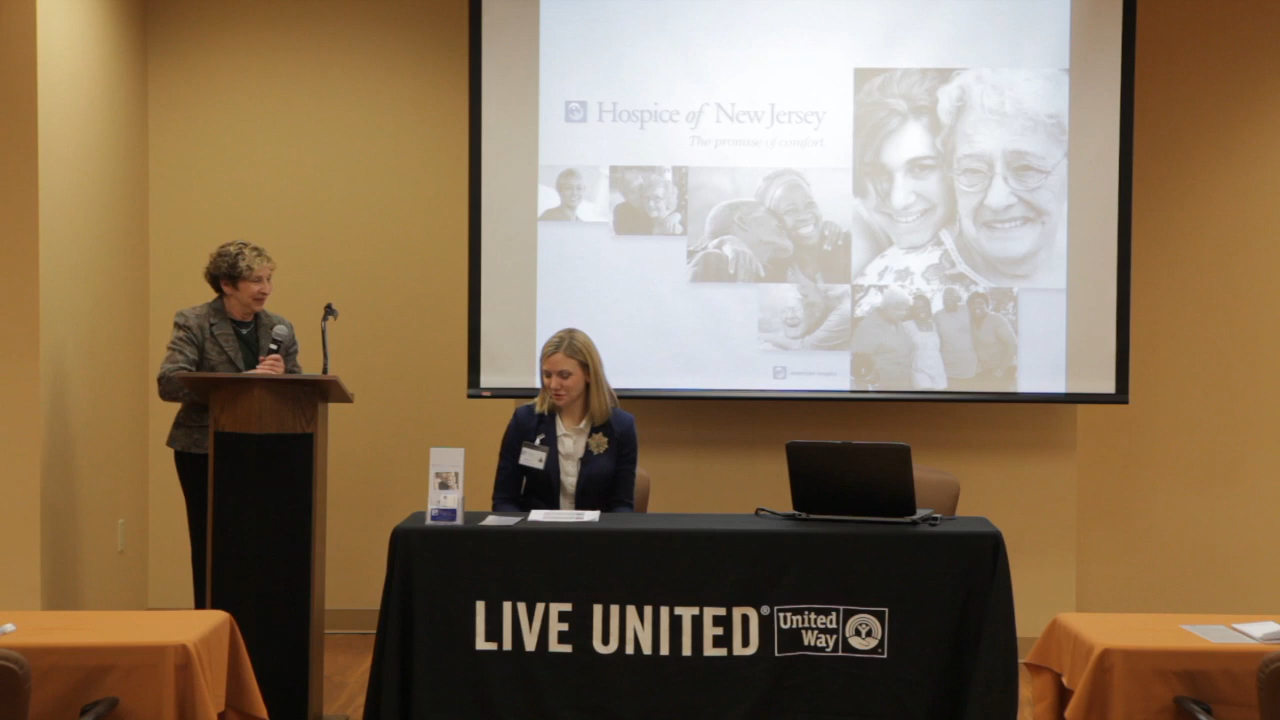 Hospice of New Jersey
The promise of comfort.
LIVE UNITED®
United
Way